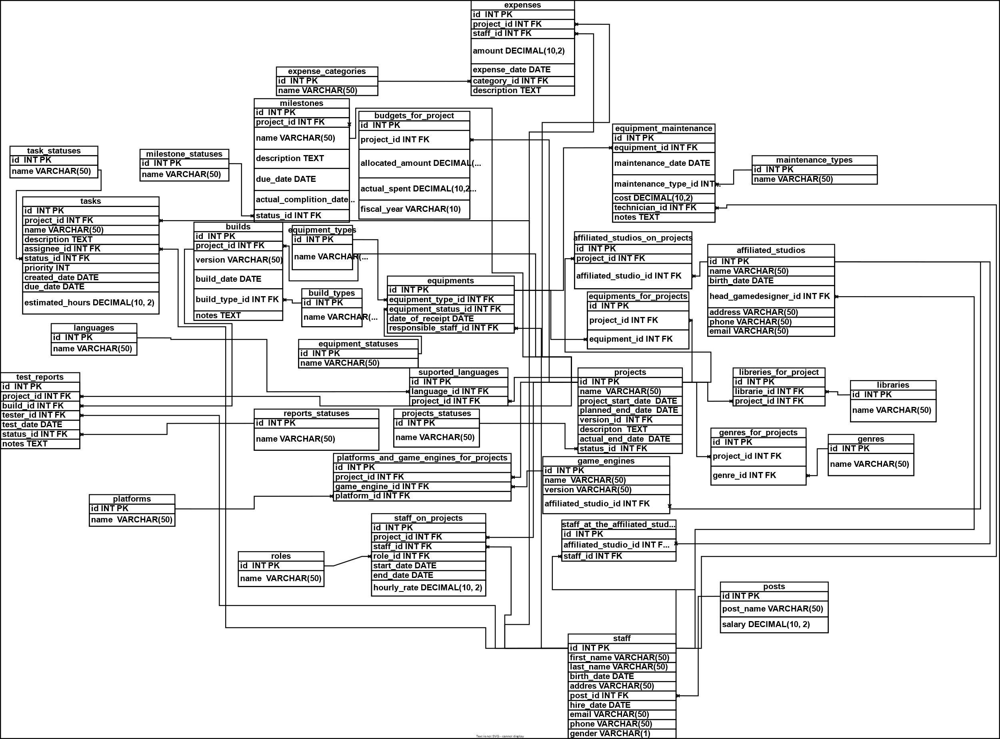 expenses
id  INT PK
project_id INT FK
staff_id INT FK
amount DECIMAL(10,2)
expense_date DATE
category_id INT FK
description TEXT
expense_categories
id  INT PK
name VARCHAR(50)
milestones
id  INT PK
project_id INT FK
name VARCHAR(50)
description TEXT
due_date DATE
actual_complition_date...
status_id INT FK
budgets_for_project
id  INT PK
project_id INT FK
allocated_amount DECIMAL(...
actual_spent DECIMAL(10,2...
fiscal_year VARCHAR(10)
equipment_maintenance
id  INT PK
equipment_id INT FK
maintenance_date DATE
maintenance_type_id INT...
cost DECIMAL(10,2)
technician_id INT FK
notes TEXT
maintenance_types
id  INT PK
name VARCHAR(50)
task_statuses
id  INT PK
name VARCHAR(50)
milestone_statuses
id  INT PK
name VARCHAR(50)
tasks
id  INT PK
project_id INT FK
name VARCHAR(50)
description TEXT
assignee_id INT FK
status_id INT FK
priority INT
created_date DATE
due_date DATE
estimated_hours DECIMAL(10, 2)
builds
id  INT PK
project_id INT FK
version VARCHAR(50)
build_date DATE
build_type_id INT FK
notes TEXT
equipment_types
id  INT PK
name VARCHAR(...
build_types
id  INT PK
name VARCHAR(...
equipments
id  INT PK
equipment_type_id INT FK
equipment_status_id INT FK
date_of_receipt DATE
responsible_staff_id INT FK
affiliated_studios_on_projects
id  INT PK
project_id INT FK
affiliated_studio_id INT FK
affiliated_studios
id  INT PK
name VARCHAR(50)
birth_date DATE
head_gamedesigner_id INT FK
address VARCHAR(50)
phone VARCHAR(50)
email VARCHAR(50)
equipments_for_projects
id  INT PK
project_id INT FK
equipment_id INT FK
languages
id  INT PK
name VARCHAR(50)
equipment_statuses
id  INT PK
name VARCHAR(50)
suported_languages
id  INT PK
language_id INT FK
project_id INT FK
projects
id  INT PK
name  VARCHAR(50)
project_start_date  DATE
planned_end_date  DATE
version_id  INT FK
descripton  TEXT
actual_end_date  DATE
status_id  INT FK
libreries_for_project
id  INT PK
librarie_id INT FK
project_id INT FK
libraries
id  INT PK
name VARCHAR(50)
test_reports
id  INT PK
project_id INT FK
build_id INT FK
tester_id INT FK
test_date DATE
status_id INT FK
notes TEXT
reports_statuses
id  INT PK
name VARCHAR(50)
projects_statuses
id  INT PK
name VARCHAR(50)
genres_for_projects
id  INT PK
project_id INT FK
genre_id INT FK
genres
id  INT PK
name VARCHAR(50)
platforms_and_game_engines_for_projects
id  INT PK
project_id INT FK
game_engine_id INT FK
platform_id INT FK
game_engines
id  INT PK
name  VARCHAR(50)
version VARCHAR(50)
affiliated_studio_id INT FK
platforms
id INT PK
name  VARCHAR(50)
staff_on_projects
id  INT PK
project_id INT FK
staff_id INT FK
role_id INT FK
start_date DATE
end_date DATE
hourly_rate DECIMAL(10, 2)
staff_at_the_affiliated_stud...
id  INT PK
affiliated_studio_id INT F...
staff_id INT FK
roles
id  INT PK
name  VARCHAR(50)
posts
id INT PK
post_name VARCHAR(50)
salary DECIMAL(10, 2)
staff
id  INT PK
first_name VARCHAR(50)
last_name VARCHAR(50)
birth_date DATE
addres VARCHAR(50)
post_id INT FK
hire_date DATE
email VARCHAR(50)
phone VARCHAR(50)
gender VARCHAR(1)
Text is not SVG - cannot display